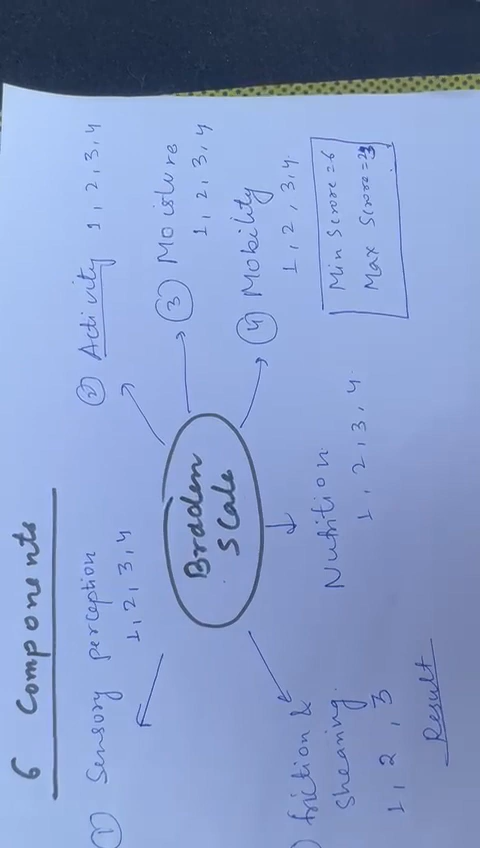 6 Components
① Sensory perception
1, 2, 3, 4
② Activity 1, 2, 3, 4
③ Moisture
1, 2, 3, 4
④ Mobility
1, 2, 3, 4
Braden
Scale
Nutrition
1, 2, 3, 4
) friction &
shearing.
1, 2, 3
Min Score = 6
Max Score = 23
Result